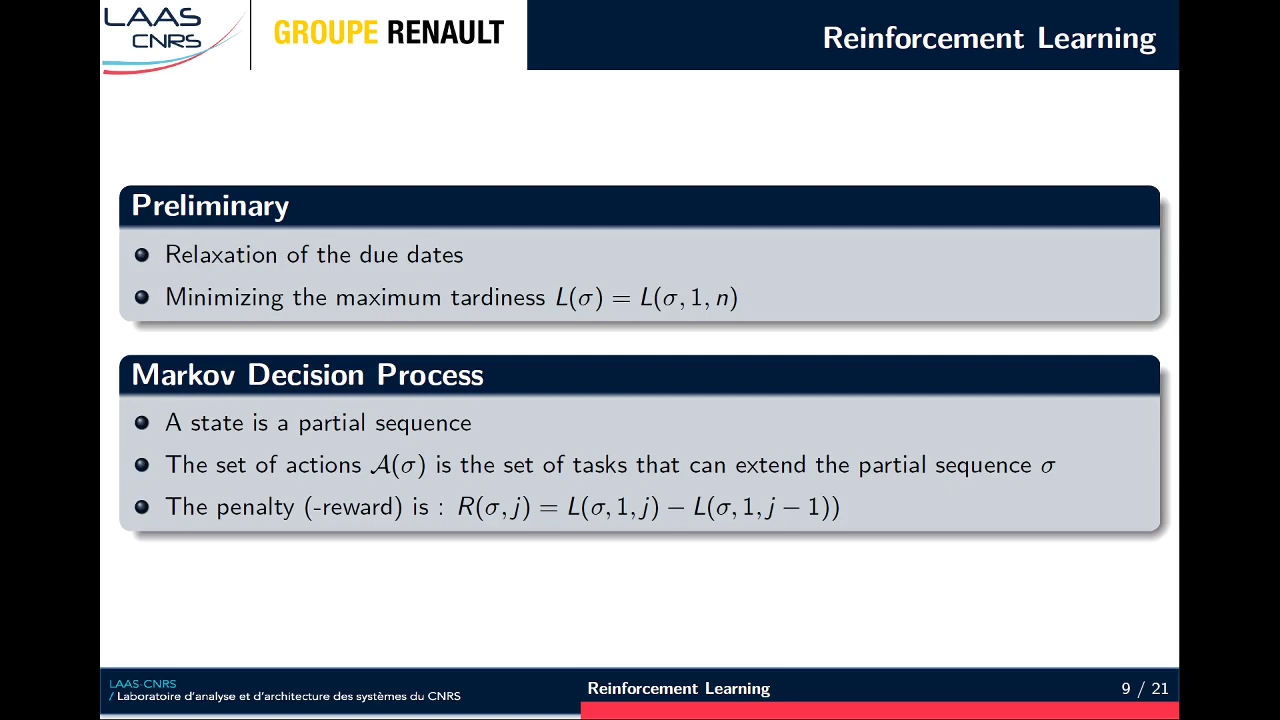 LAAS
CNRS
GROUPE RENAULT
Reinforcement Learning
Preliminary
Relaxation of the due dates
Minimizing the maximum tardiness L(σ) = L(σ, 1, n)
Markov Decision Process
A state is a partial sequence
The set of actions 𝒜(σ) is the set of tasks that can extend the partial sequence σ
The penalty (-reward) is : R(σ, j) = L(σ, 1, j) − L(σ, 1, j − 1))
LAAS-CNRS
/ Laboratoire d'analyse et d'architecture des systèmes du CNRS
Reinforcement Learning
9 / 21